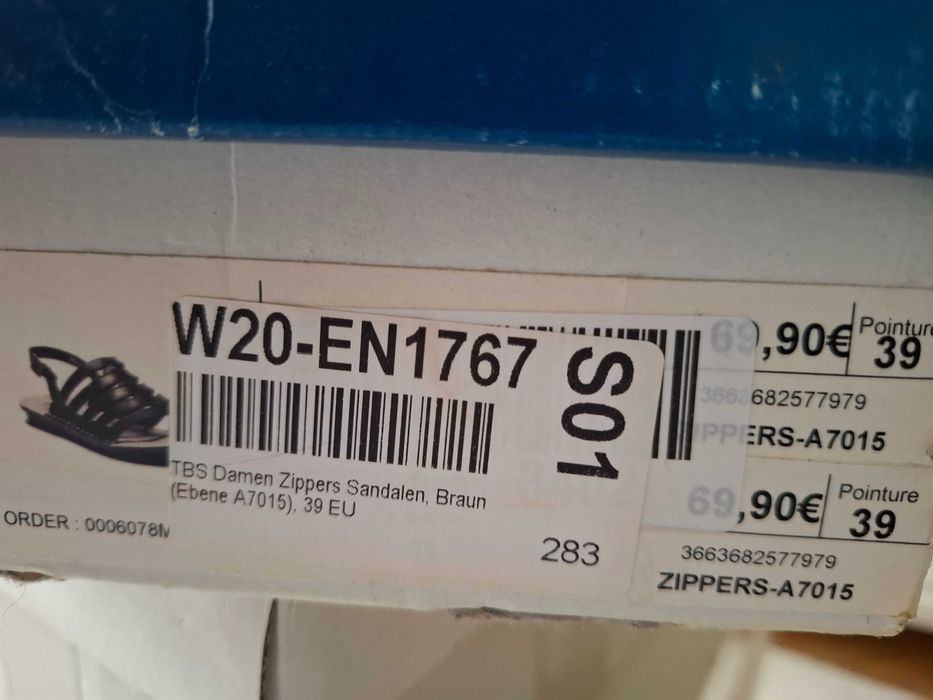 W20-EN1767
S01
TBS Damen Zippers Sandalen, Braun
(Ebene A7015), 39 EU
283
ORDER : 0006078M
69,90€
Pointure
39
3663682577979
ZIPPERS-A7015
69,90€
Pointure
39
3663682577979
ZIPPERS-A7015